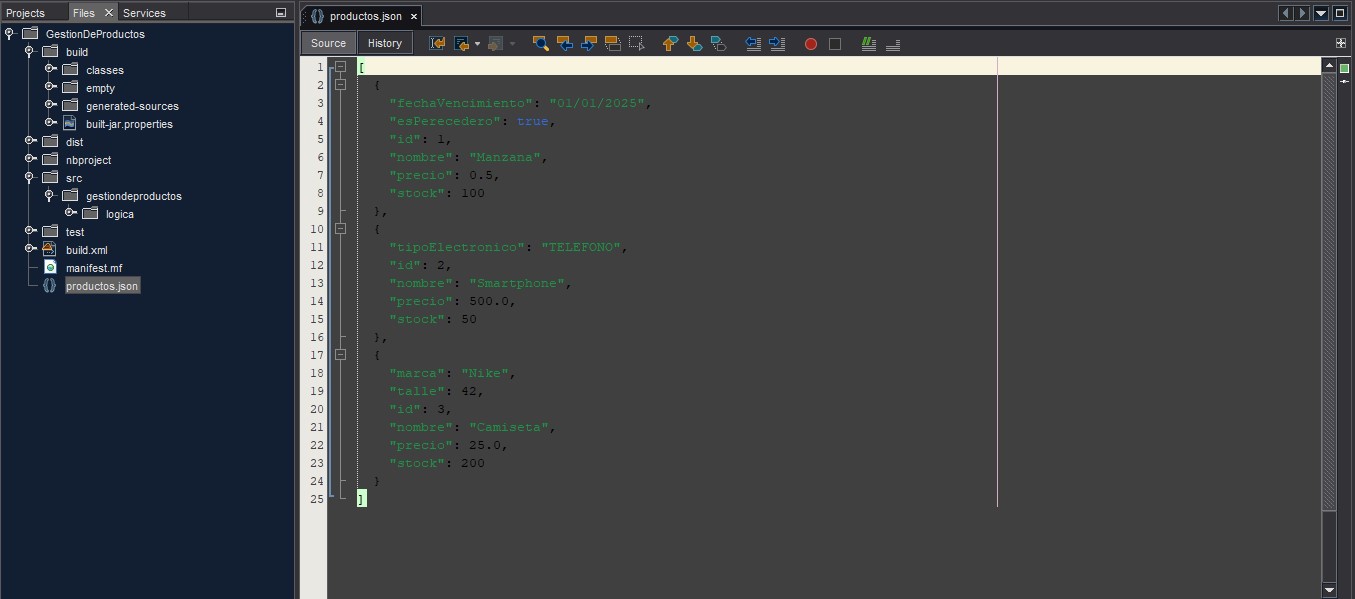 Projects Files Services
GestionDeProductos
build
classes
empty
generated-sources
built-jar.properties
dist
nbproject
src
gestiondeproductos
logica
test
build.xml
manifest.mf
productos.json
productos.json
Source History
1 [
2 {
3 "fechaVencimiento": "01/01/2025",
4 "esPerecedero": true,
5 "id": 1,
6 "nombre": "Manzana",
7 "precio": 0.5,
8 "stock": 100
9 },
10 {
11 "tipoElectronico": "TELEFONO",
12 "id": 2,
13 "nombre": "Smartphone",
14 "precio": 500.0,
15 "stock": 50
16 },
17 {
18 "marca": "Nike",
19 "talle": 42,
20 "id": 3,
21 "nombre": "Camiseta",
22 "precio": 25.0,
23 "stock": 200
24 }
25 ]